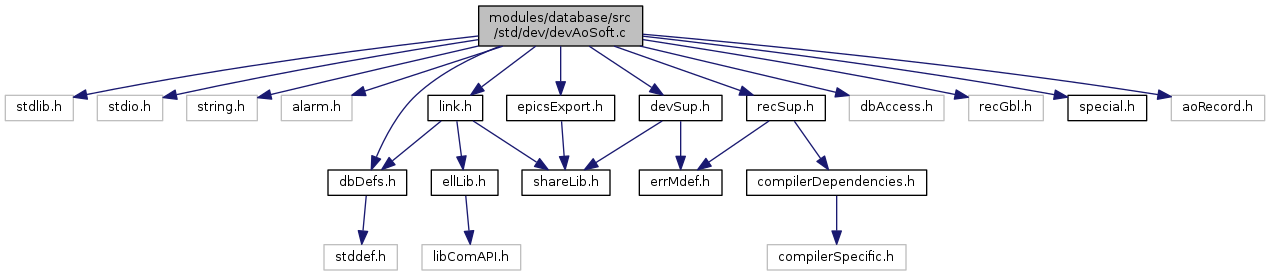 modules/database/src
/std/dev/devAoSoft.c
stdlib.h
stdio.h
string.h
alarm.h
link.h
epicsExport.h
devSup.h
recSup.h
dbAccess.h
recGbl.h
special.h
aoRecord.h
dbDefs.h
ellLib.h
shareLib.h
errMdef.h
compilerDependencies.h
stddef.h
libComAPI.h
compilerSpecific.h